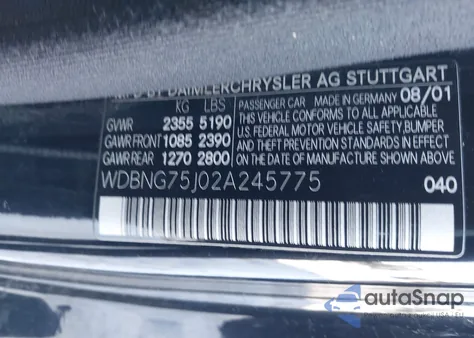 MFD BY DAIMLERCHRYSLER AG STUTTGART
KG LBS
GVWR 2355 5190
GAWR FRONT 1085 2390
GAWR REAR 1270 2800
PASSENGER CAR MADE IN GERMANY 08/01
THIS VEHICLE CONFORMS TO ALL APPLICABLE
U.S. FEDERAL MOTOR VEHICLE SAFETY, BUMPER
AND THEFT PREVENTION STANDARDS IN
EFFECT ON THE DATE OF MANUFACTURE
SHOWN ABOVE.
WDBNG75J02A245775
040
autoSnap